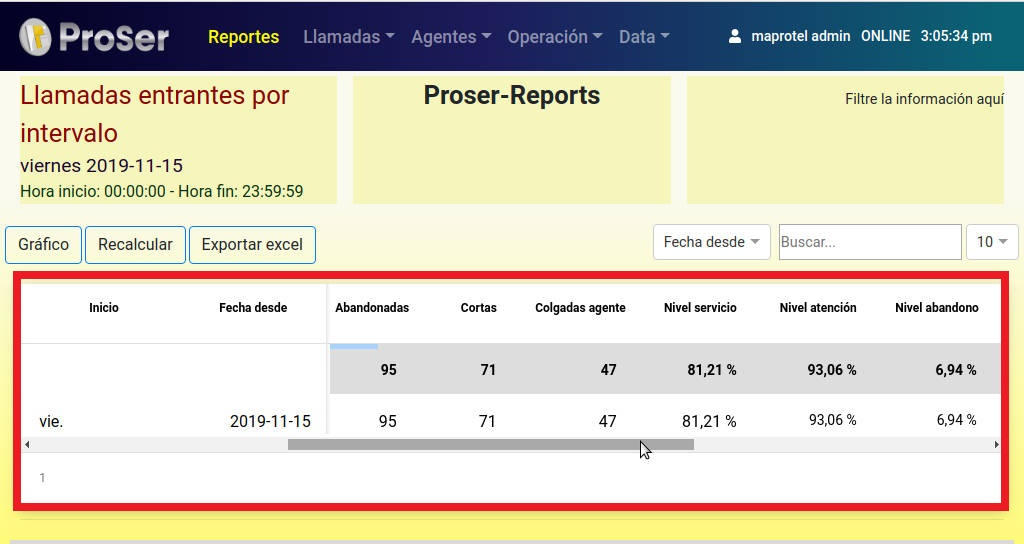 ProSer Reportes Llamadas Agentes Operación Data maprotel admin ONLINE 3:05:34 pm
Llamadas entrantes por
intervalo
viernes 2019-11-15
Hora inicio: 00:00:00 - Hora fin: 23:59:59
Proser-Reports
Filtre la información aquí
Gráfico Recalcular Exportar excel Fecha desde Buscar... 10
Inicio Fecha desde Abandonadas Cortas Colgadas agente Nivel servicio Nivel atención Nivel abandono
95 71 47 81,21 % 93,06 % 6,94 %
vie. 2019-11-15 95 71 47 81,21 % 93,06 % 6,94 %
1